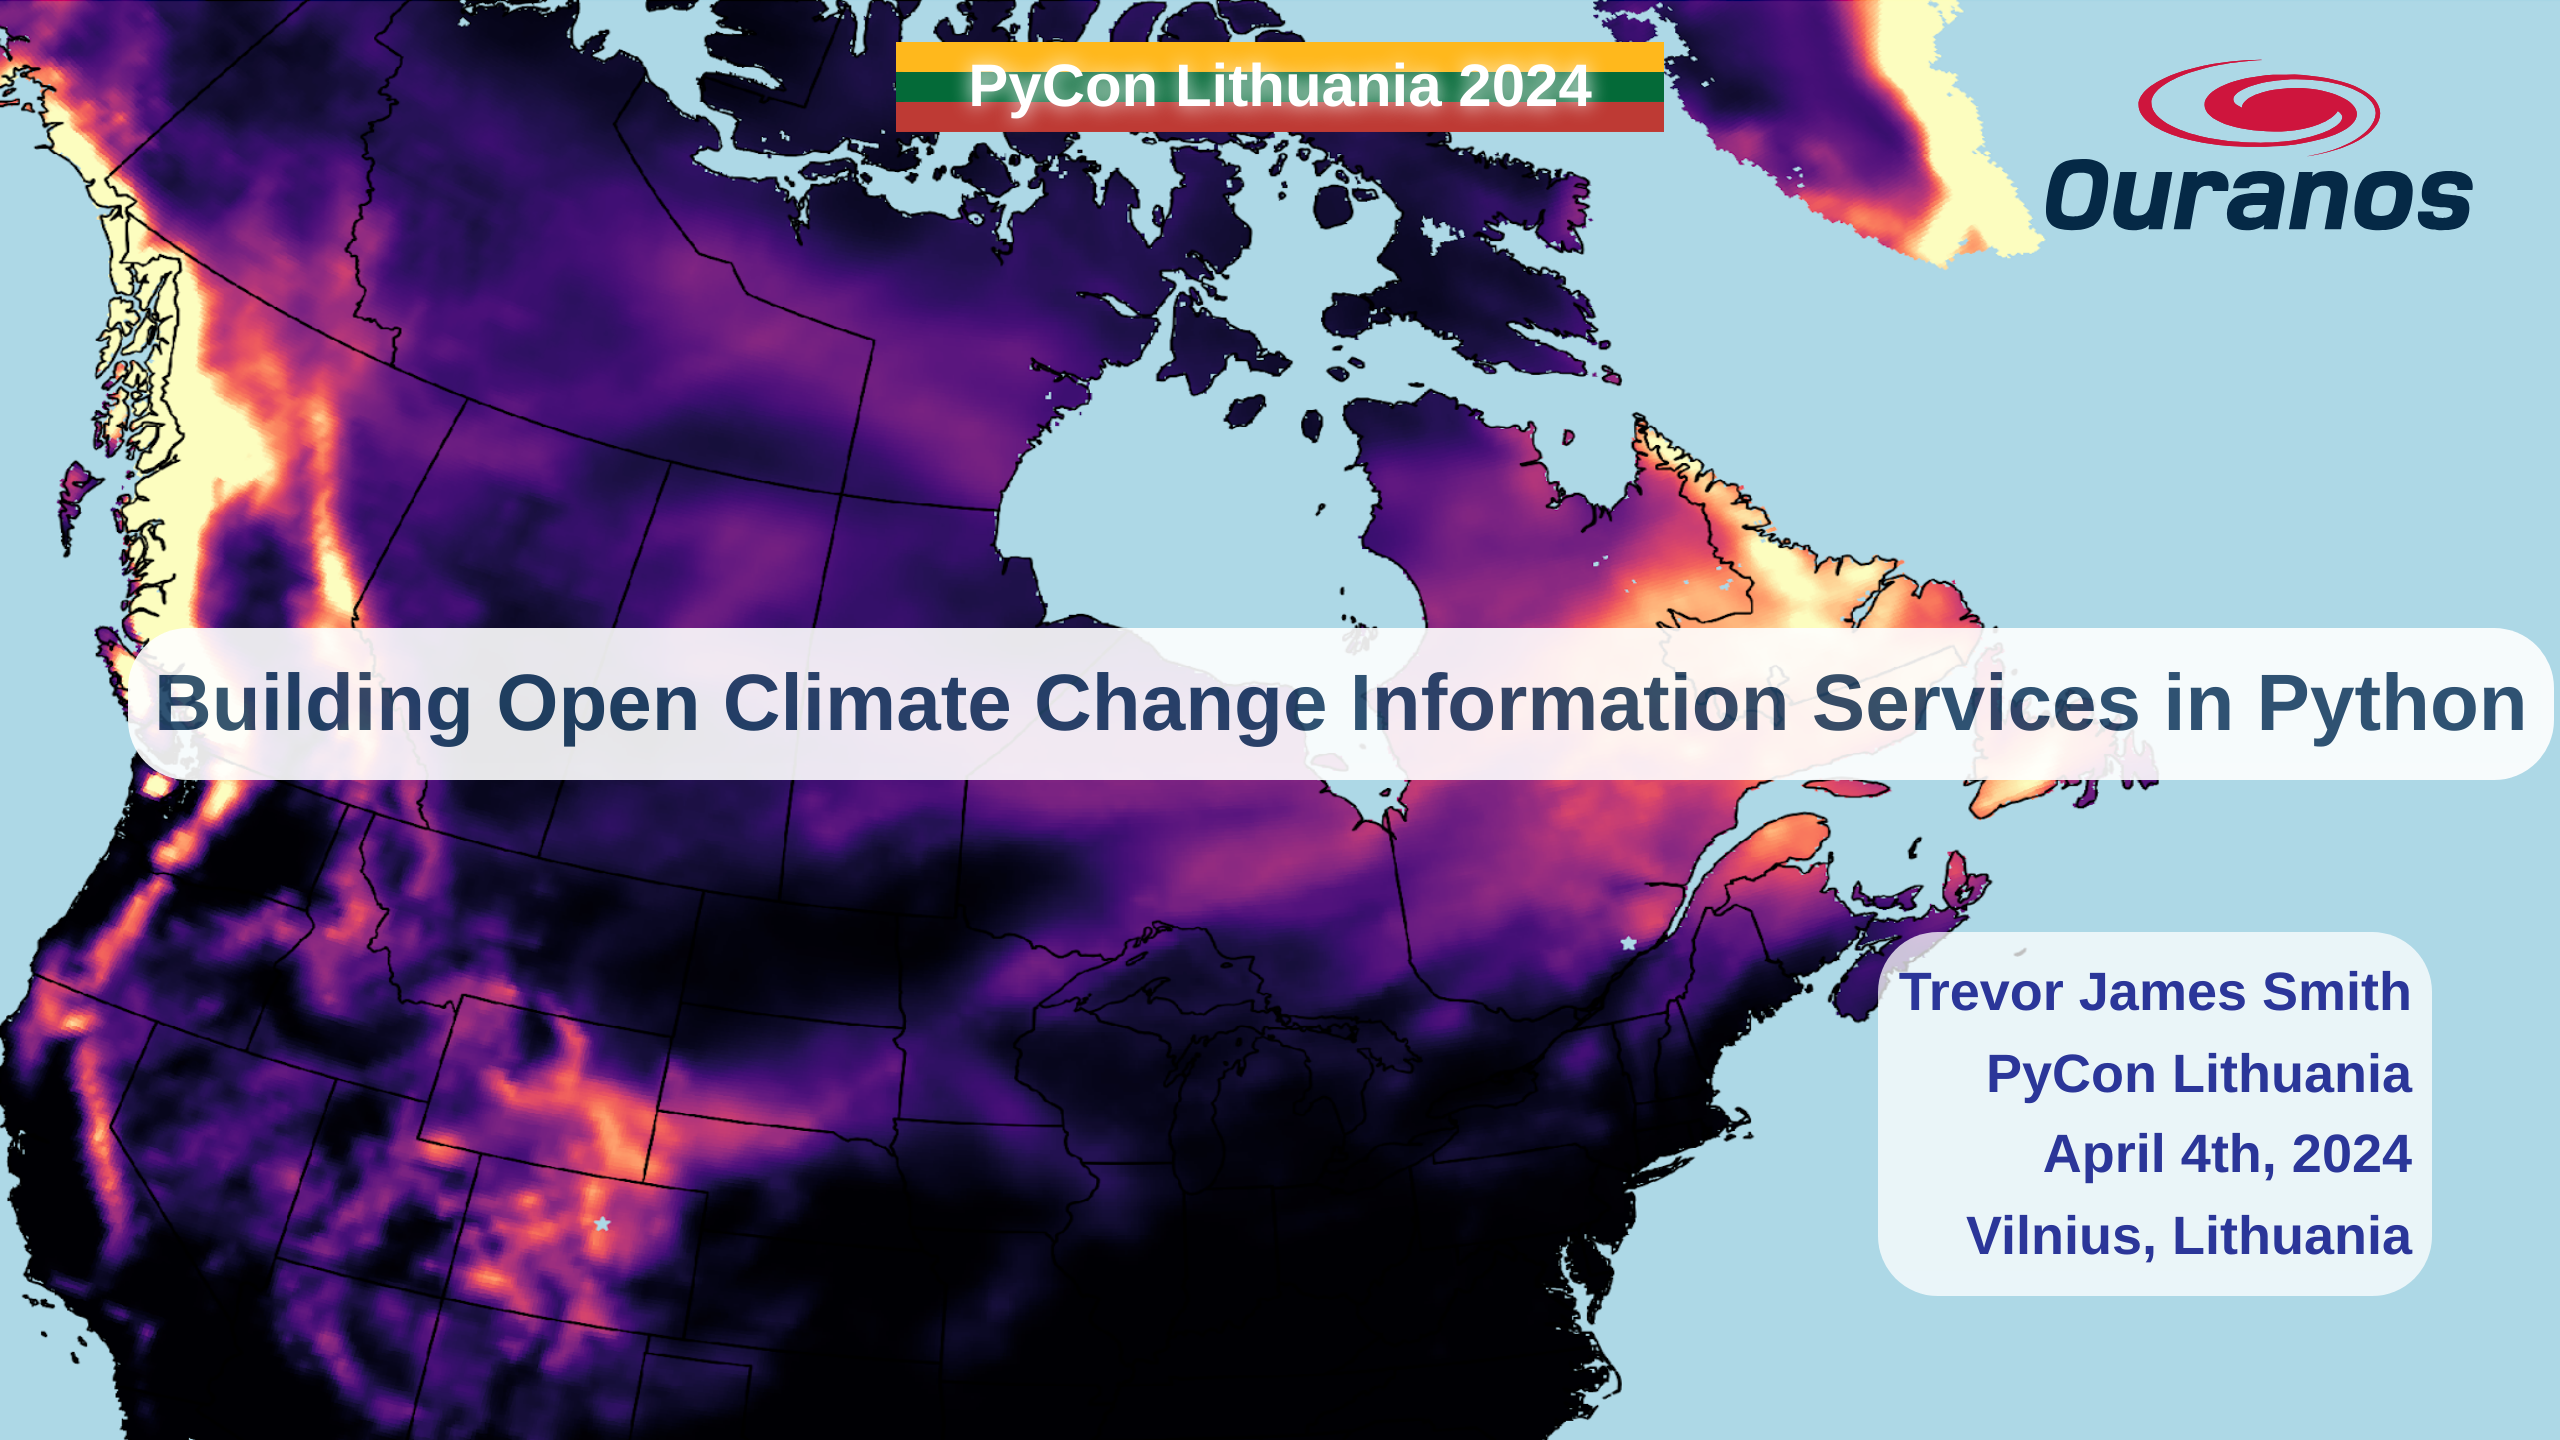 PyCon Lithuania 2024
Ouranos
Building Open Climate Change Information Services in Python
Trevor James Smith
PyCon Lithuania
April 4th, 2024
Vilnius, Lithuania